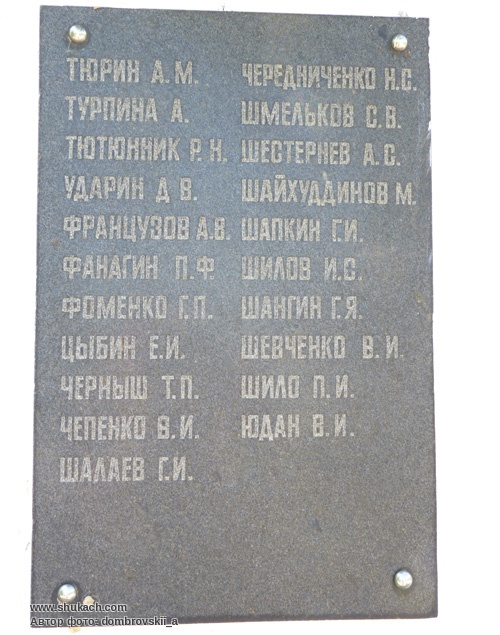 ТЮРИН А.М.
ТУРПИНА А.
ТЮТЮННИК Р.Н.
УДАРИН Д В.
ФРАНЦУЗОВ А.В.
ФАНАГИН П.Ф.
ФОМЕНКО Г.П.
ЦЫБИН Е.И.
ЧЕРНЫШ Т.П.
ЧЕПЕНКО В.И.
ШАЛАЕВ Г.И.
ЧЕРЕДНИЧЕНКО Н.С.
ШМЕЛЬКОВ С.В.
ШЕСТЕРНЕВ А.С.
ШАЙХУДДИНОВ М.
ШАПКИН Г.И.
ШИЛОВ И.С.
ШАНГИН Г.Я.
ШЕВЧЕНКО В.И.
ШИЛО П.И.
ЮДАН В.И.
www.shukach.com
Автор фото- dombrovskii_a